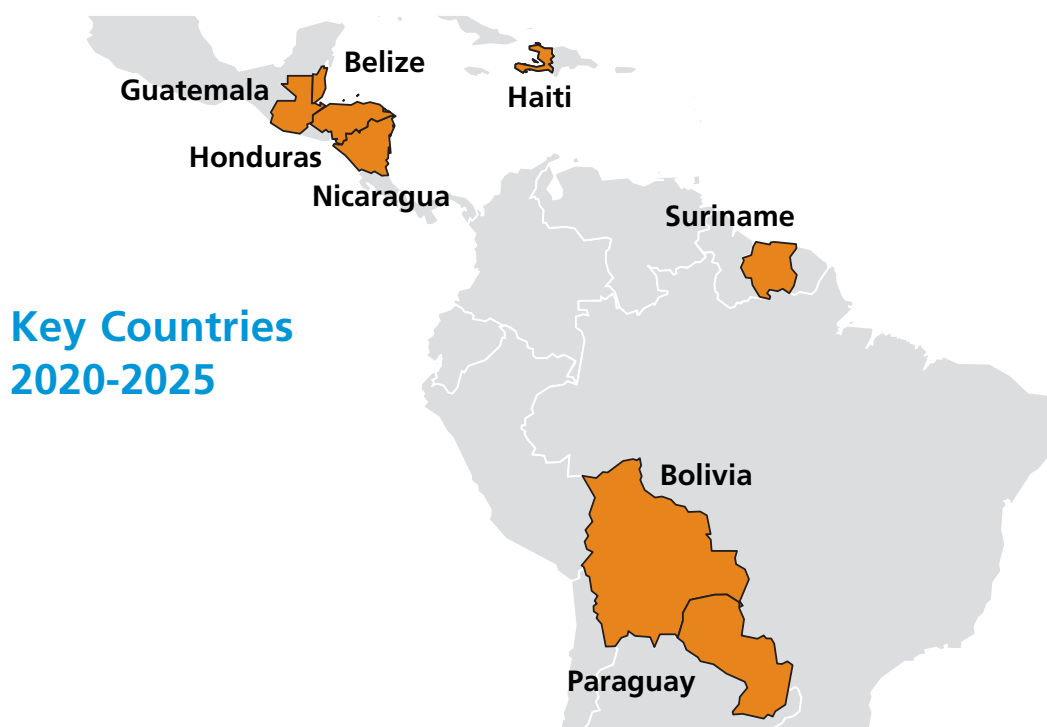 Belize
Guatemala
Haiti
Honduras
Nicaragua
Suriname
Key Countries
2020-2025
Bolivia
Paraguay